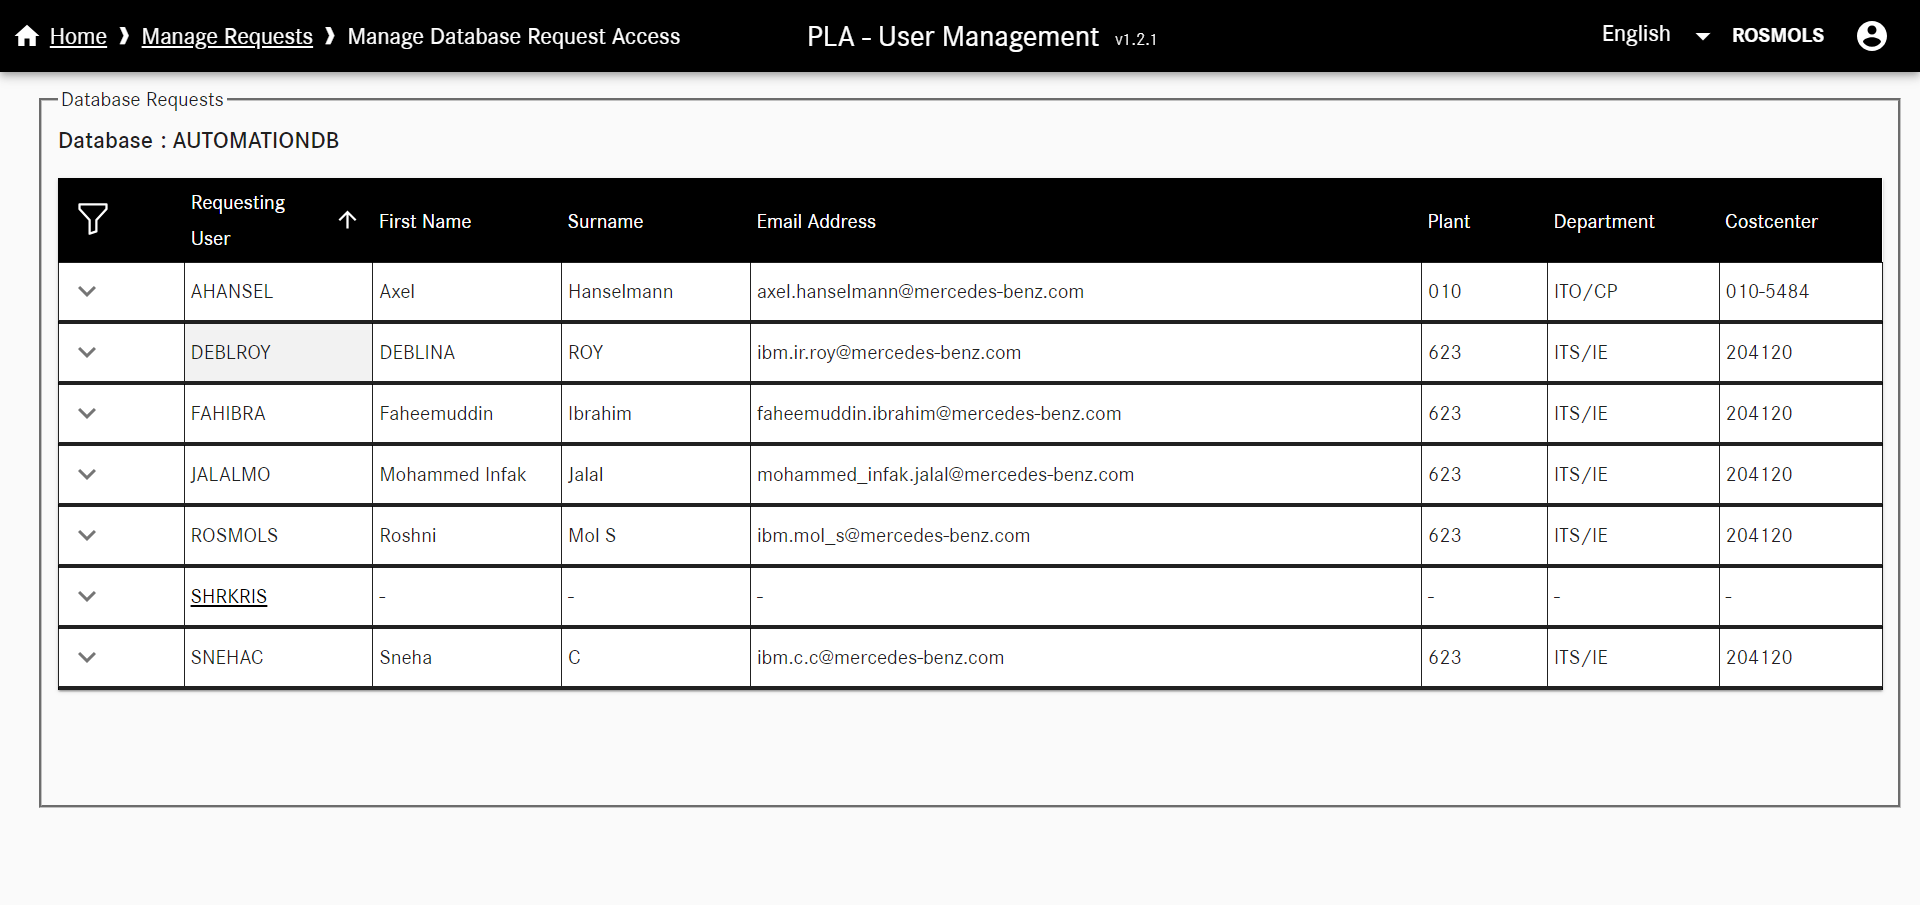 Home ❱ Manage Requests ❱ Manage Database Request Access
PLA - User Management v1.2.1
English ROSMOLS
Database Requests
Database : AUTOMATIONDB
Requesting User First Name Surname Email Address Plant Department Costcenter
AHANSEL Axel Hanselmann axel.hanselmann@mercedes-benz.com 010 ITO/CP 010-5484
DEBLROY DEBLINA ROY ibm.ir.roy@mercedes-benz.com 623 ITS/IE 204120
FAHIBRA Faheemuddin Ibrahim faheemuddin.ibrahim@mercedes-benz.com 623 ITS/IE 204120
JALALMO Mohammed Infak Jalal mohammed_infak.jalal@mercedes-benz.com 623 ITS/IE 204120
ROSMOLS Roshni Mol S ibm.mol_s@mercedes-benz.com 623 ITS/IE 204120
SHRKRIS - - - - - -
SNEHAC Sneha C ibm.c.c@mercedes-benz.com 623 ITS/IE 204120